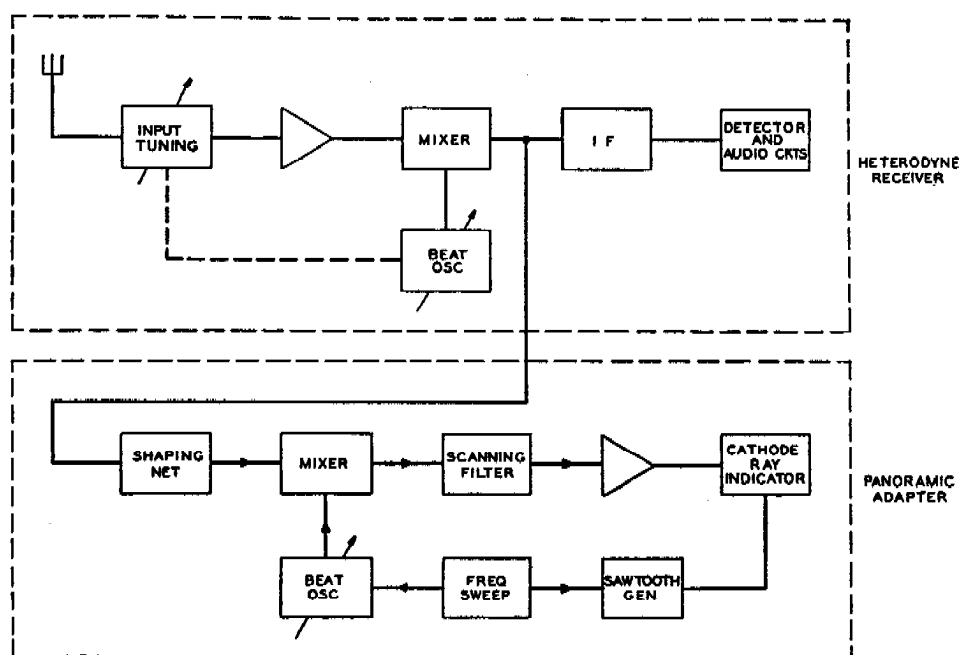 INPUT
TUNING
MIXER
I F
DETECTOR
AND
AUDIO CKTS
HETERODYNE
RECEIVER
BEAT
OSC
SHAPING
NET
MIXER
SCANNING
FILTER
CATHODE
RAY
INDICATOR
PANORAMIC
ADAPTER
BEAT
OSC
FREQ
SWEEP
SAWTOOTH
GEN